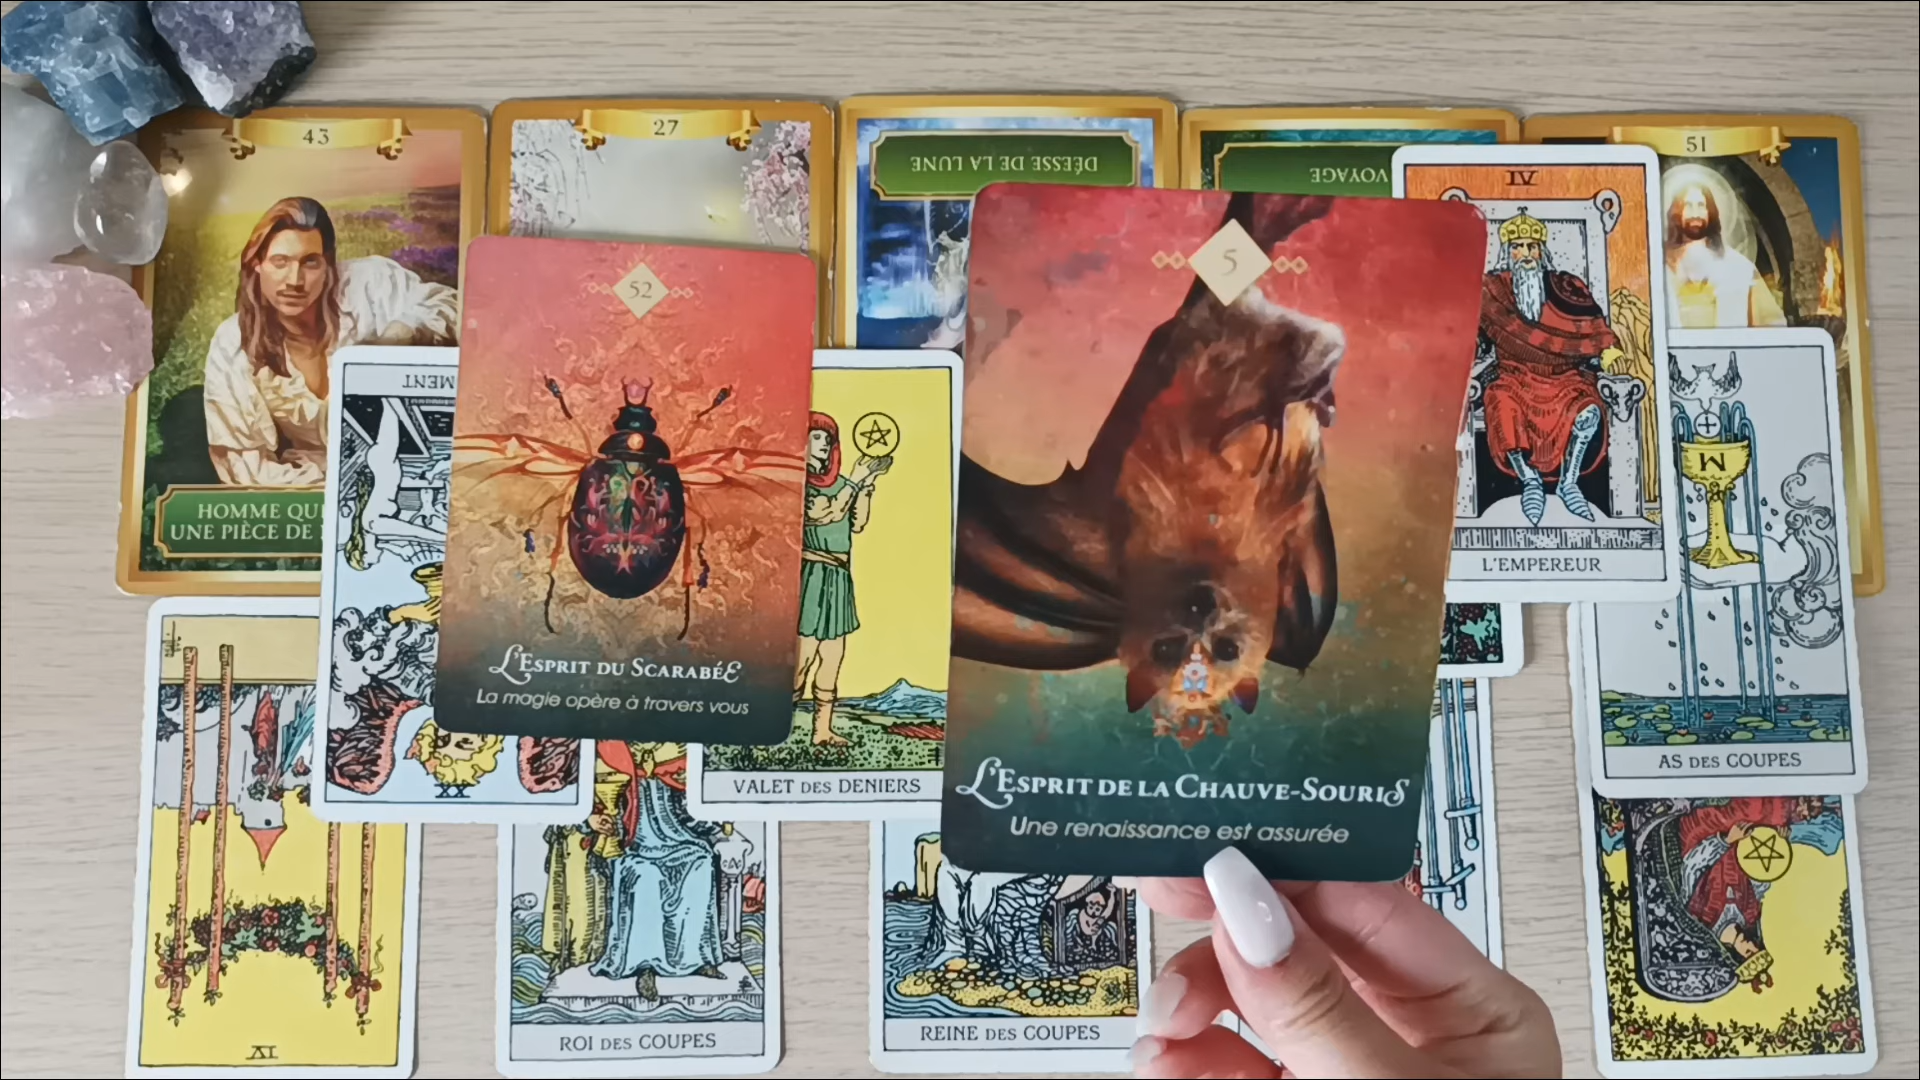 43
27
DÉESSE DE LA LUNE
VOYAGE
51
IV
52
5
HOMME QUI
UNE PIÈCE DE
MENT
XX
L'ESPRIT DU SCARABÉE
La magie opère à travers vous
VALET DES DENIERS
L'ESPRIT DE LA CHAUVE-SOURIS
Une renaissance est assurée
L'EMPEREUR
AS DES COUPES
IV
ROI DES COUPES
REINE DES COUPES